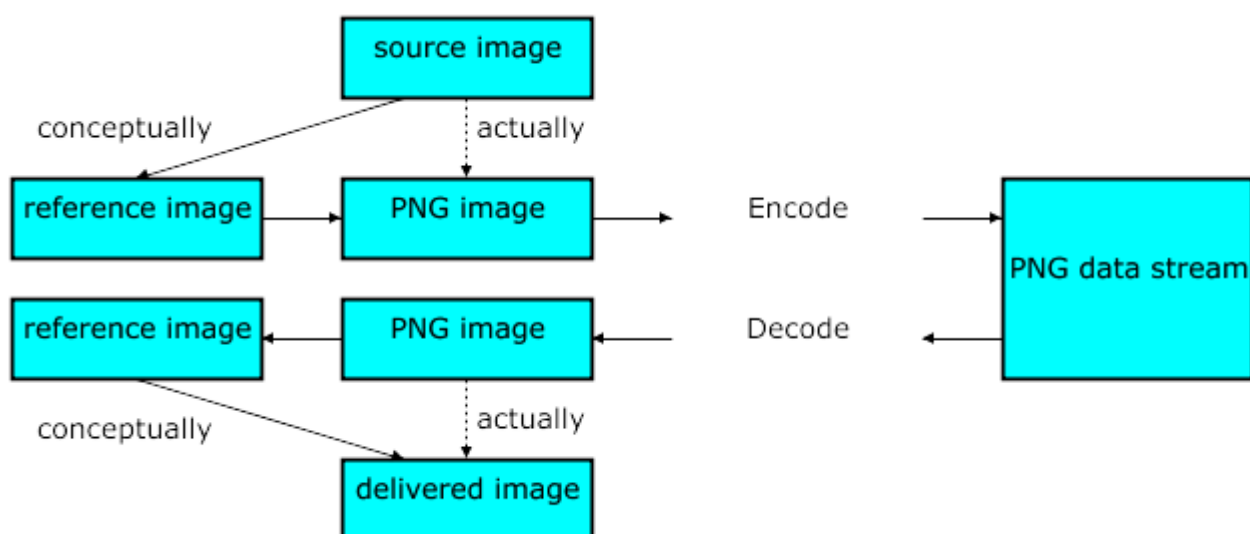 source image
conceptually
actually
reference image
PNG image
Encode
PNG data stream
reference image
PNG image
Decode
conceptually
actually
delivered image